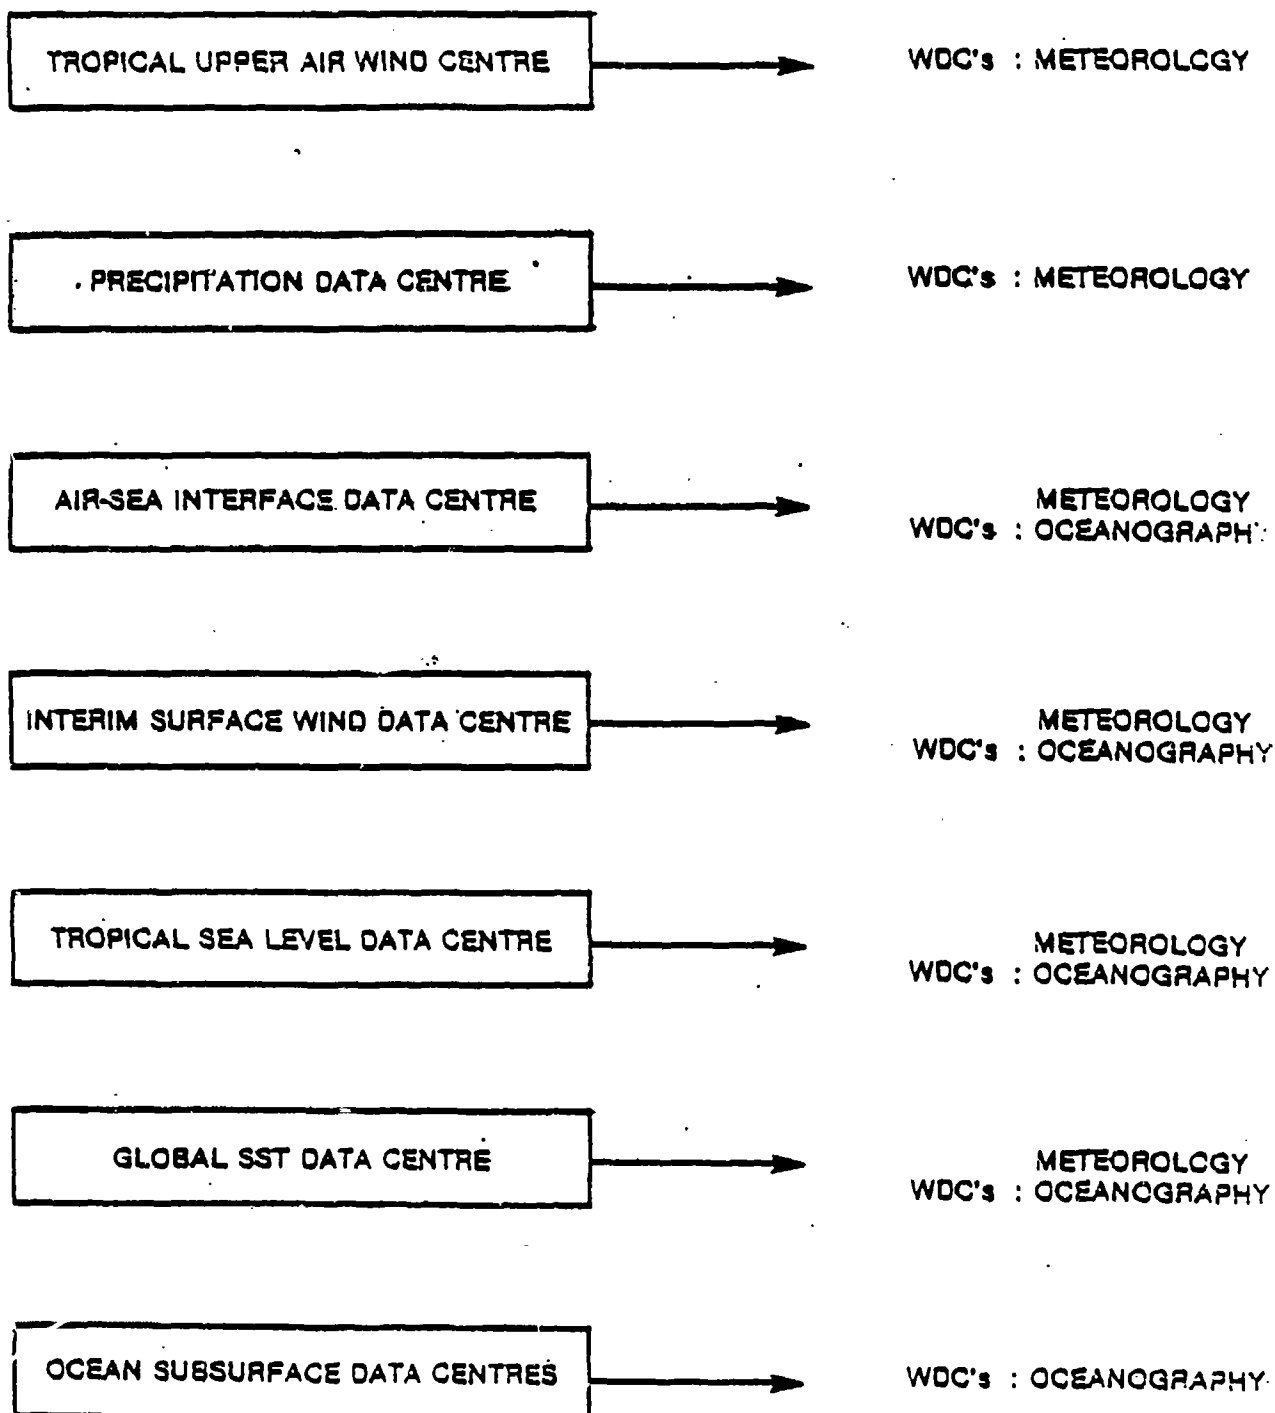 TROPICAL UPPER AIR WIND CENTRE
WDC's : METEOROLOGY
PRECIPITATION DATA CENTRE
WDC's : METEOROLOGY
AIR-SEA INTERFACE DATA CENTRE
METEOROLOGY
WDC's : OCEANOGRAPH
INTERIM SURFACE WIND DATA CENTRE
METEOROLOGY
WDC's : OCEANOGRAPHY
TROPICAL SEA LEVEL DATA CENTRE
METEOROLOGY
WDC's : OCEANOGRAPHY
GLOBAL SST DATA CENTRE
METEOROLOGY
WDC's : OCEANOGRAPHY
OCEAN SUBSURFACE DATA CENTRES
WDC's : OCEANOGRAPHY